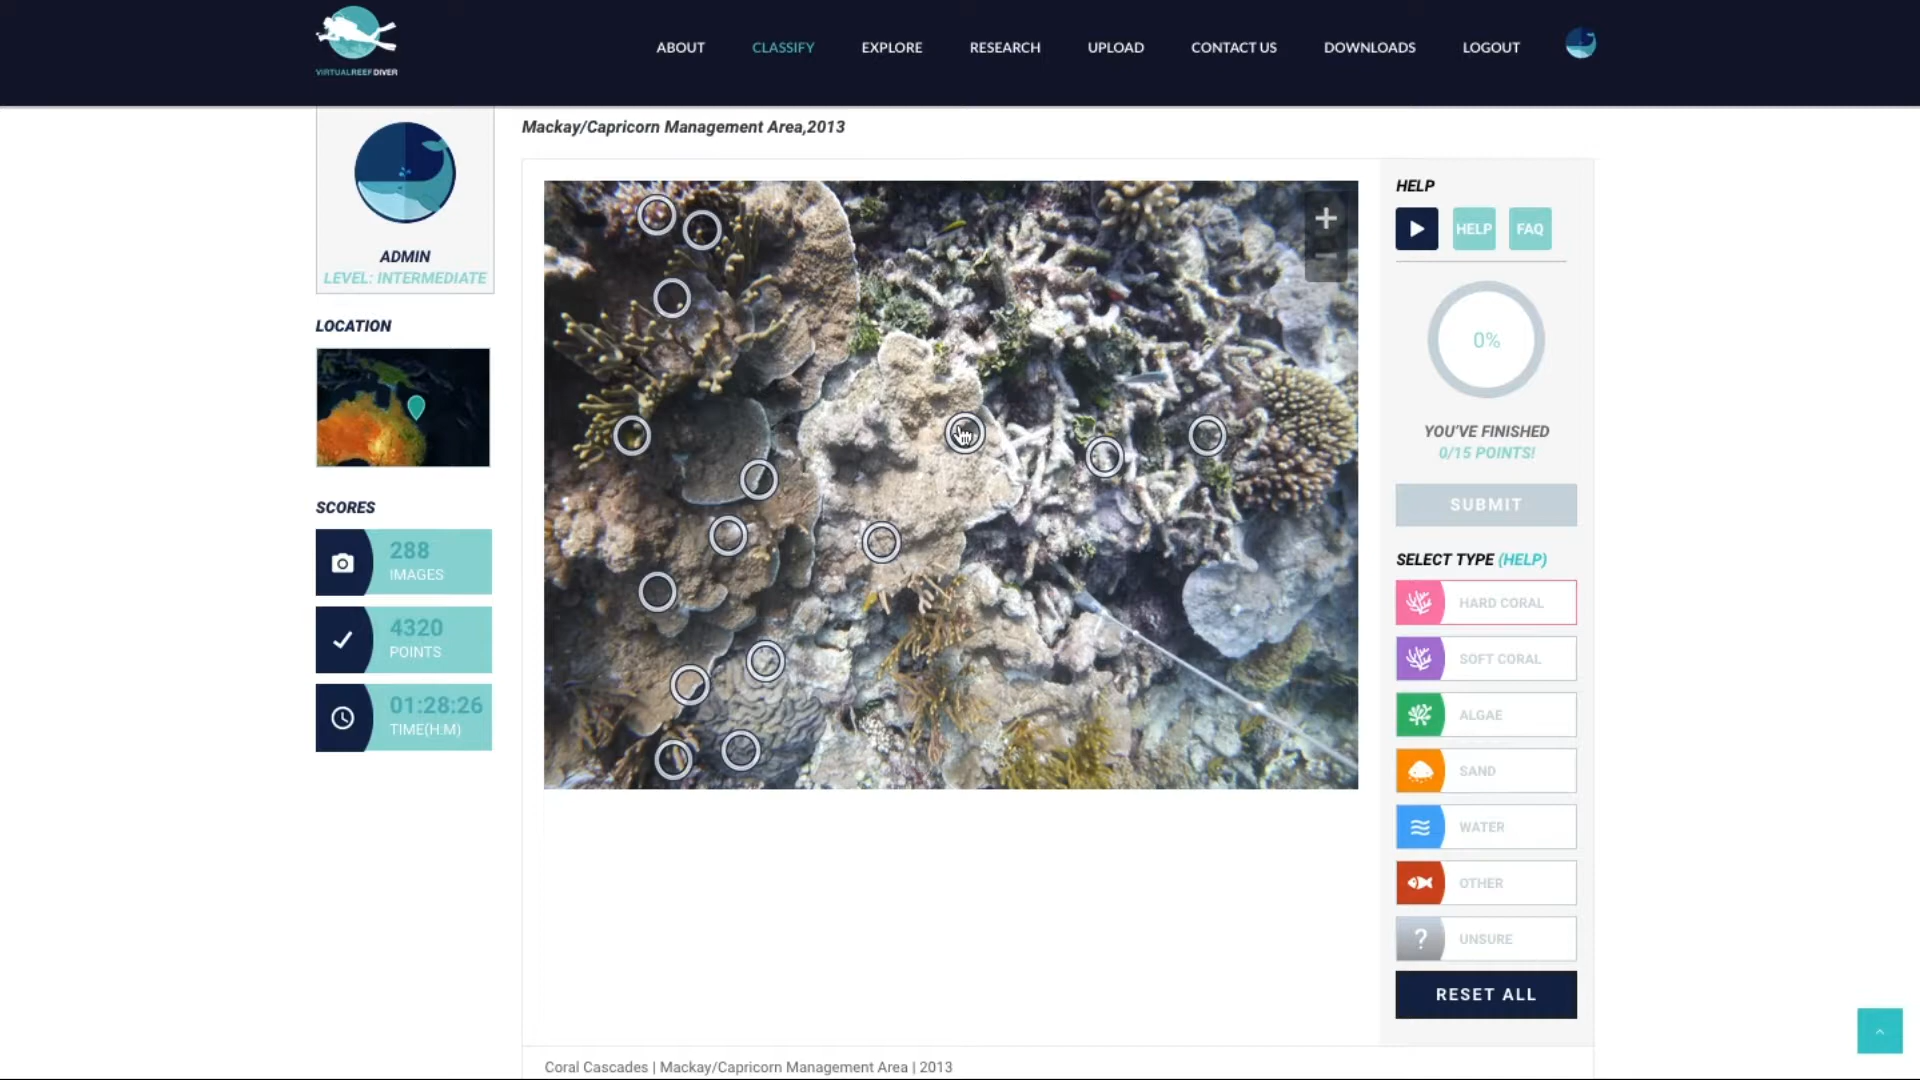 VIRTUALREEFDIVER
ABOUT
CLASSIFY
EXPLORE
RESEARCH
UPLOAD
CONTACT US
DOWNLOADS
LOGOUT
ADMIN
LEVEL: INTERMEDIATE
LOCATION
SCORES
288
IMAGES
4320
POINTS
01:28:26
TIME(H:M)
Mackay/Capricorn Management Area,2013
Coral Cascades | Mackay/Capricorn Management Area | 2013
HELP
HELP
FAQ
0%
YOU'VE FINISHED
0/15 POINTS!
SUBMIT
SELECT TYPE (HELP)
HARD CORAL
SOFT CORAL
ALGAE
SAND
WATER
OTHER
? UNSURE
RESET ALL